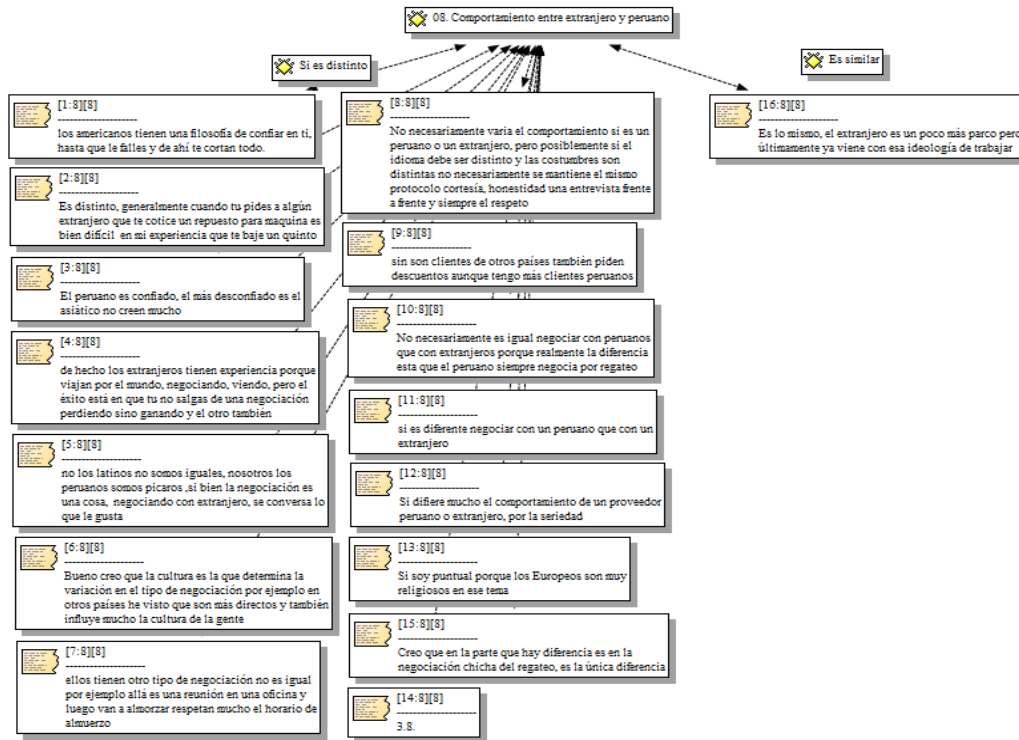 08. Comportamiento entre extranjero y peruano
Si es distinto
Es similar
[1:8][8]
--------------------
los americanos tienen una filosofía de confiar en ti,
hasta que le falles y de ahí te cortan todo.
[2:8][8]
--------------------
Es distinto, generalmente cuando tu pides a algún
extranjero que te cotice un repuesto para maquina es
bien difícil  en mi experiencia que te baje un quinto
[3:8][8]
--------------------
El peruano es confiado, el más desconfiado es el
asiático no creen mucho
[4:8][8]
--------------------
de hecho los extranjeros tienen experiencia porque
viajan por el mundo, negociando, viendo, pero el
éxito está en que tu no salgas de una negociación
perdiendo sino ganando y el otro también
[5:8][8]
--------------------
no los latinos no somos iguales, nosotros los
peruanos somos picaros ,si bien la negociación es
una cosa,  negociando con extranjero, se conversa lo
que le gusta
[6:8][8]
--------------------
Bueno creo que la cultura es la que determina la
variación en el tipo de negociación por ejemplo en
otros países he visto que son más directos y también
influye mucho la cultura de la gente
[7:8][8]
--------------------
ellos tienen otro tipo de negociación no es igual
por ejemplo allá es una reunión en una oficina y
luego van a almorzar respetan mucho el horario de
almuerzo
[8:8][8]
--------------------
No necesariamente varia el comportamiento si es un
peruano o un extranjero, pero posiblemente si el
idioma debe ser distinto y las costumbres son
distintas no necesariamente se mantiene el mismo
protocolo cortesía, honestidad una entrevista frente
a frente y siempre el respeto
[9:8][8]
--------------------
sin son clientes de otros países también piden
descuentos aunque tengo más clientes peruanos
[10:8][8]
--------------------
No necesariamente es igual negociar con peruanos
que con extranjeros porque realmente la diferencia
esta que el peruano siempre negocia por regateo
[11:8][8]
--------------------
si es diferente negociar con un peruano que con un
extranjero
[12:8][8]
--------------------
Si difiere mucho el comportamiento de un proveedor
peruano o extranjero, por la seriedad
[13:8][8]
--------------------
Si soy puntual porque los Europeos son muy
religiosos en ese tema
[15:8][8]
--------------------
Creo que en la parte que hay diferencia es en la
negociación chicha del regateo, es la única diferencia
[14:8][8]
--------------------
3.8.
[16:8][8]
--------------------
Es lo mismo, el extranjero es un poco más parco pero
últimamente ya viene con esa ideología de trabajar